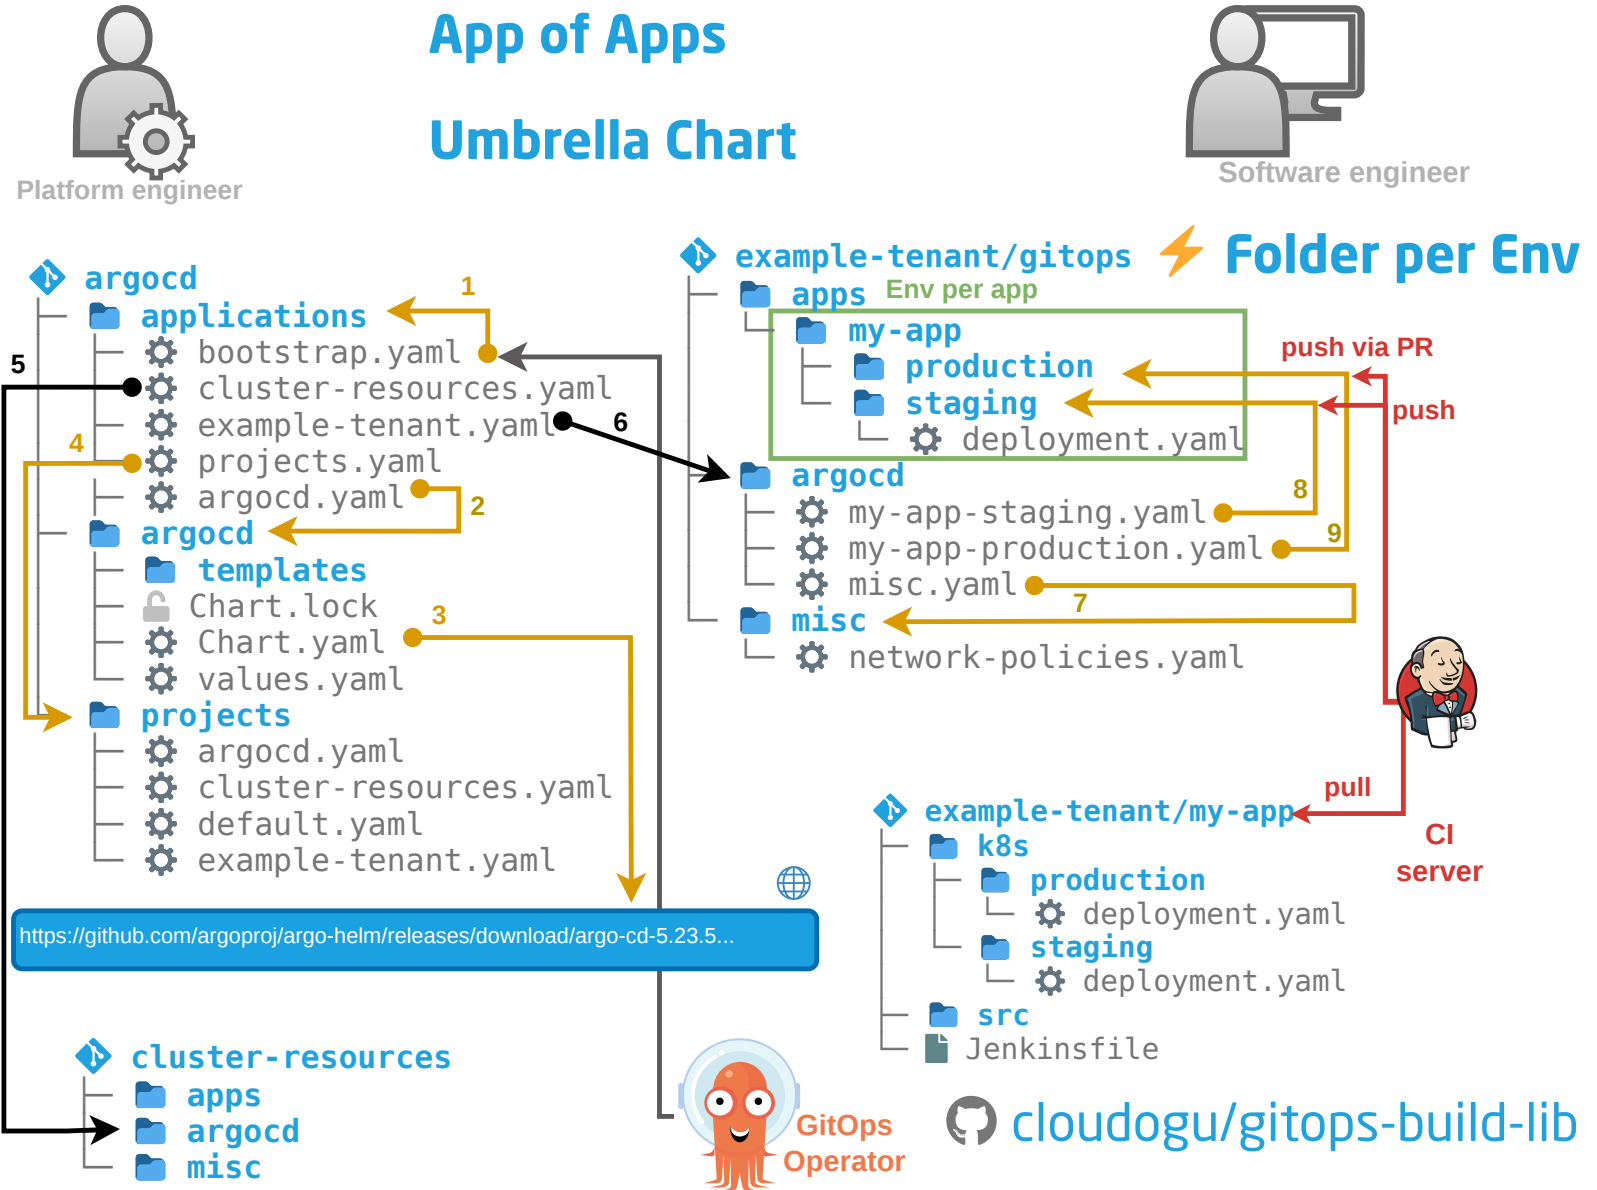 App of Apps
Umbrella Chart
Platform engineer
Software engineer
argocd
1
applications
bootstrap.yaml
5
cluster-resources.yaml
example-tenant.yaml
6
4
projects.yaml
argocd.yaml
2
argocd
templates
Chart.lock
3
Chart.yaml
values.yaml
projects
argocd.yaml
cluster-resources.yaml
default.yaml
example-tenant.yaml
https://github.com/argoproj/argo-helm/releases/download/argo-cd-5.23.5...
cluster-resources
apps
argocd
misc
GitOps
Operator
example-tenant/gitops
⚡ Folder per Env
apps
Env per app
my-app
production
push via PR
staging
push
deployment.yaml
argocd
8
my-app-staging.yaml
9
my-app-production.yaml
misc.yaml
7
misc
network-policies.yaml
pull
example-tenant/my-app
CI
server
k8s
production
deployment.yaml
staging
deployment.yaml
src
Jenkinsfile
cloudogu/gitops-build-lib